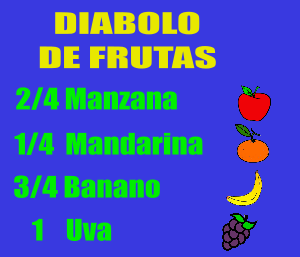 DIABOLO
DE FRUTAS
2/4 Manzana
1/4 Mandarina
3/4 Banano
1 Uva